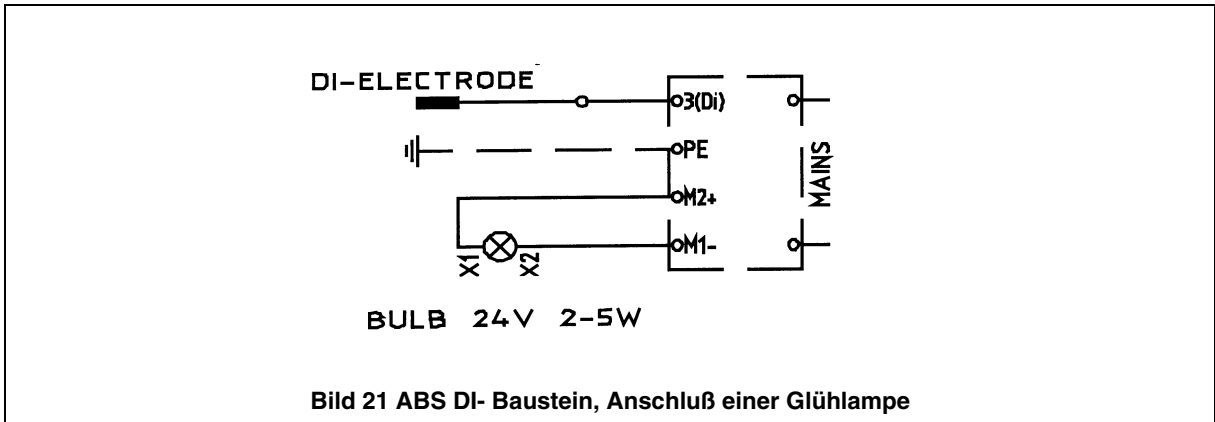 DI-ELECTRODE
3(Di)
PE
M2+
M1-
MAINS
X1
X2
BULB 24V 2-5W
Bild 21 ABS DI- Baustein, Anschluß einer Glühlampe